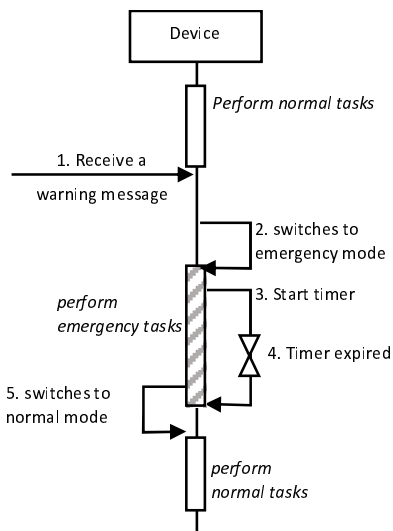 Device
Perform normal tasks
1. Receive a
warning message
2. switches to
emergency mode
3. Start timer
perform
emergency tasks
4. Timer expired
5. switches to
normal mode
perform
normal tasks